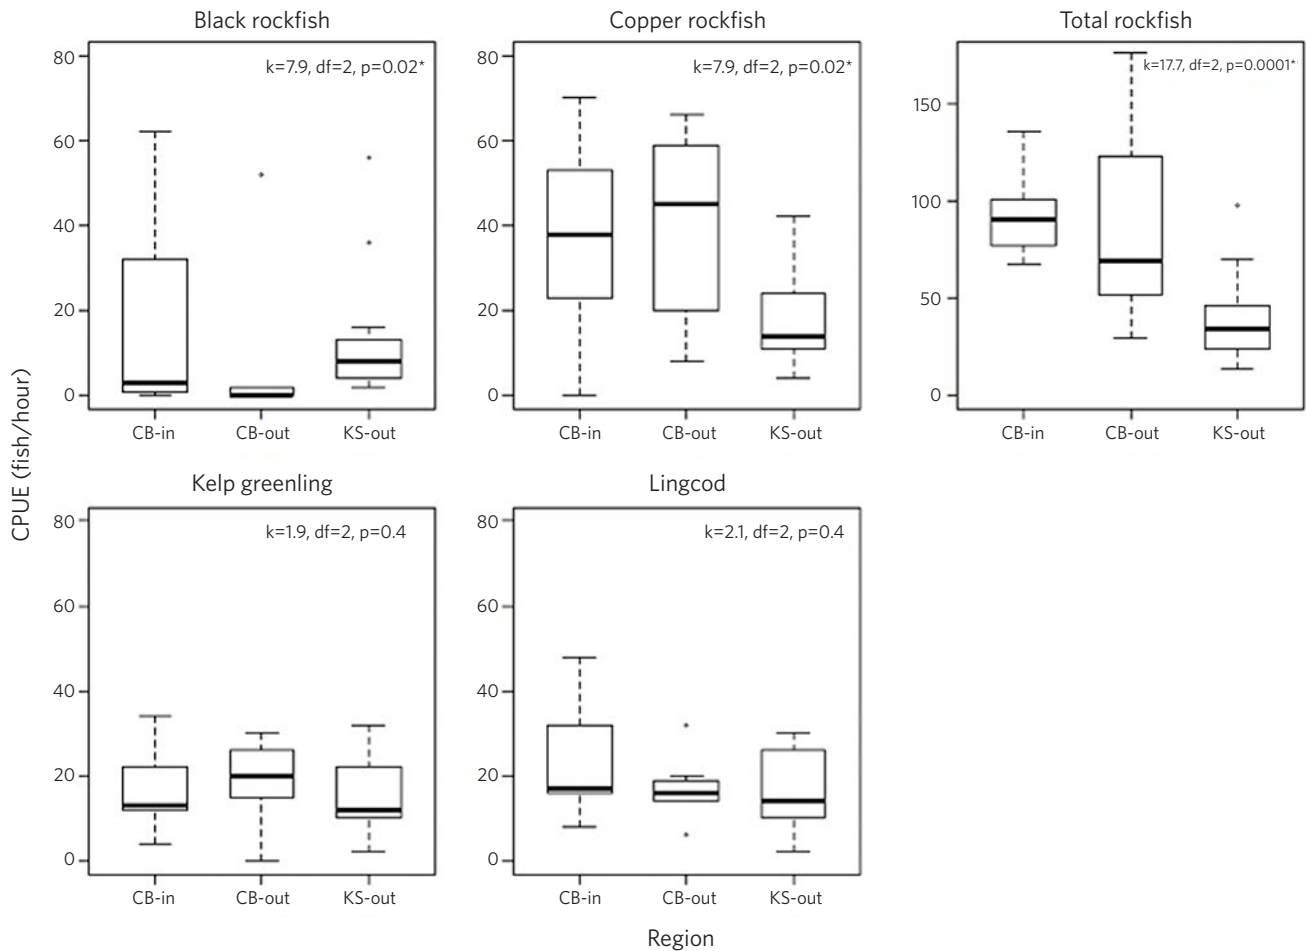 Black rockfish
Copper rockfish
Total rockfish
80
60
40
20
0
k=7.9, df=2, p=0.02*
CB-in CB-out KS-out
80
60
40
20
0
k=7.9, df=2, p=0.02*
CB-in CB-out KS-out
150
100
50
0
k=17.7, df=2, p=0.0001*
CB-in CB-out KS-out
CPUE (fish/hour)
Kelp greenling
Lingcod
80
60
40
20
0
k=1.9, df=2, p=0.4
CB-in CB-out KS-out
80
60
40
20
0
k=2.1, df=2, p=0.4
CB-in CB-out KS-out
Region